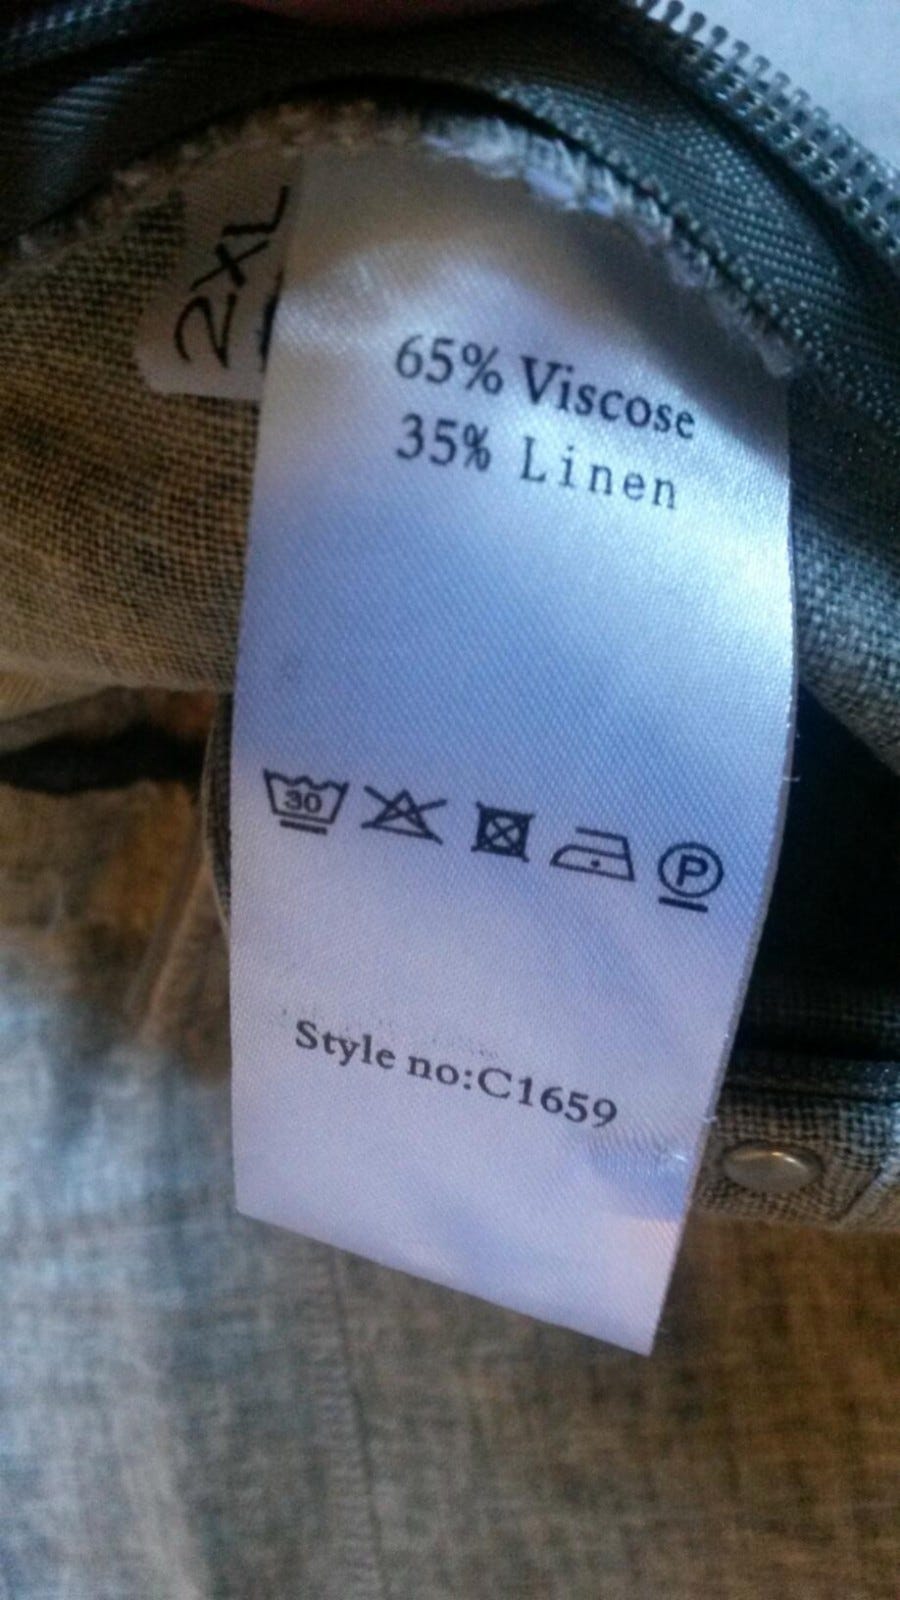 2XL
65% Viscose
35% Linen
30
P
Style no:C1659